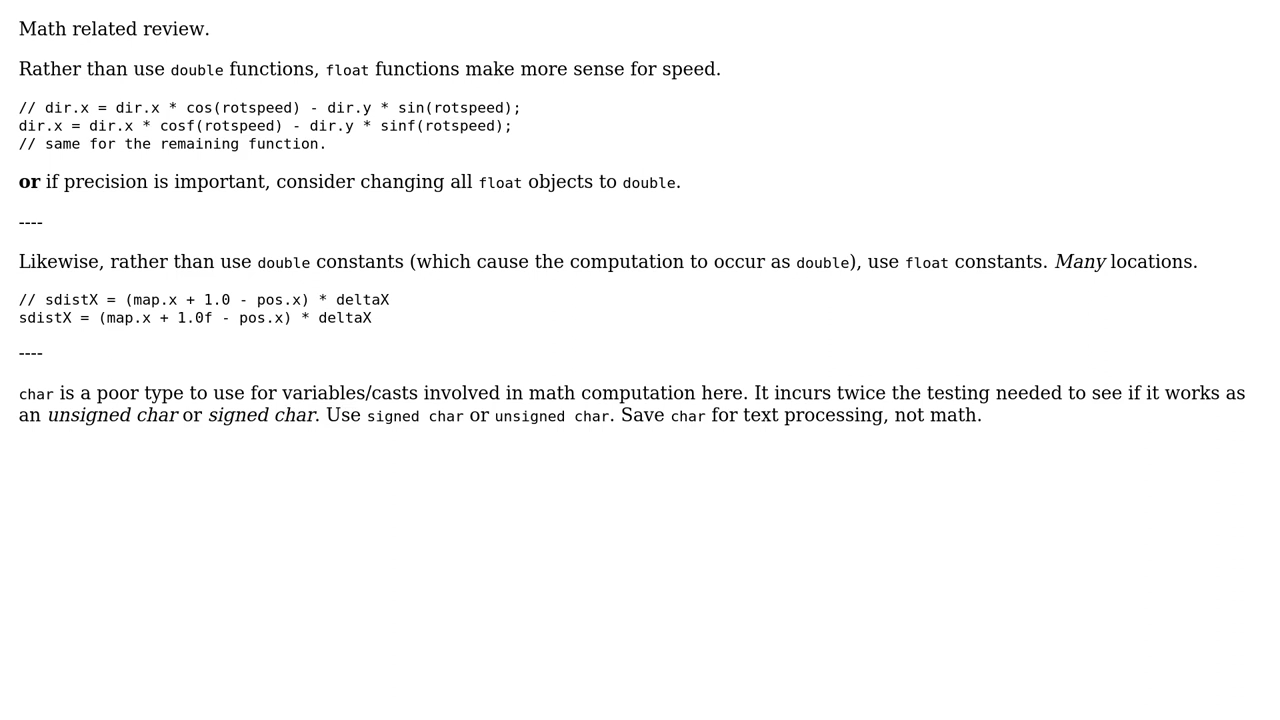 Math related review.
Rather than use double functions, float functions make more sense for speed.
// dir.x = dir.x * cos(rotspeed) - dir.y * sin(rotspeed);
dir.x = dir.x * cosf(rotspeed) - dir.y * sinf(rotspeed);
// same for the remaining function.
or if precision is important, consider changing all float objects to double.
----
Likewise, rather than use double constants (which cause the computation to occur as double), use float constants. Many locations.
// sdistX = (map.x + 1.0 - pos.x) * deltaX
sdistX = (map.x + 1.0f - pos.x) * deltaX
----
char is a poor type to use for variables/casts involved in math computation here. It incurs twice the testing needed to see if it works as
an unsigned char or signed char. Use signed char or unsigned char. Save char for text processing, not math.